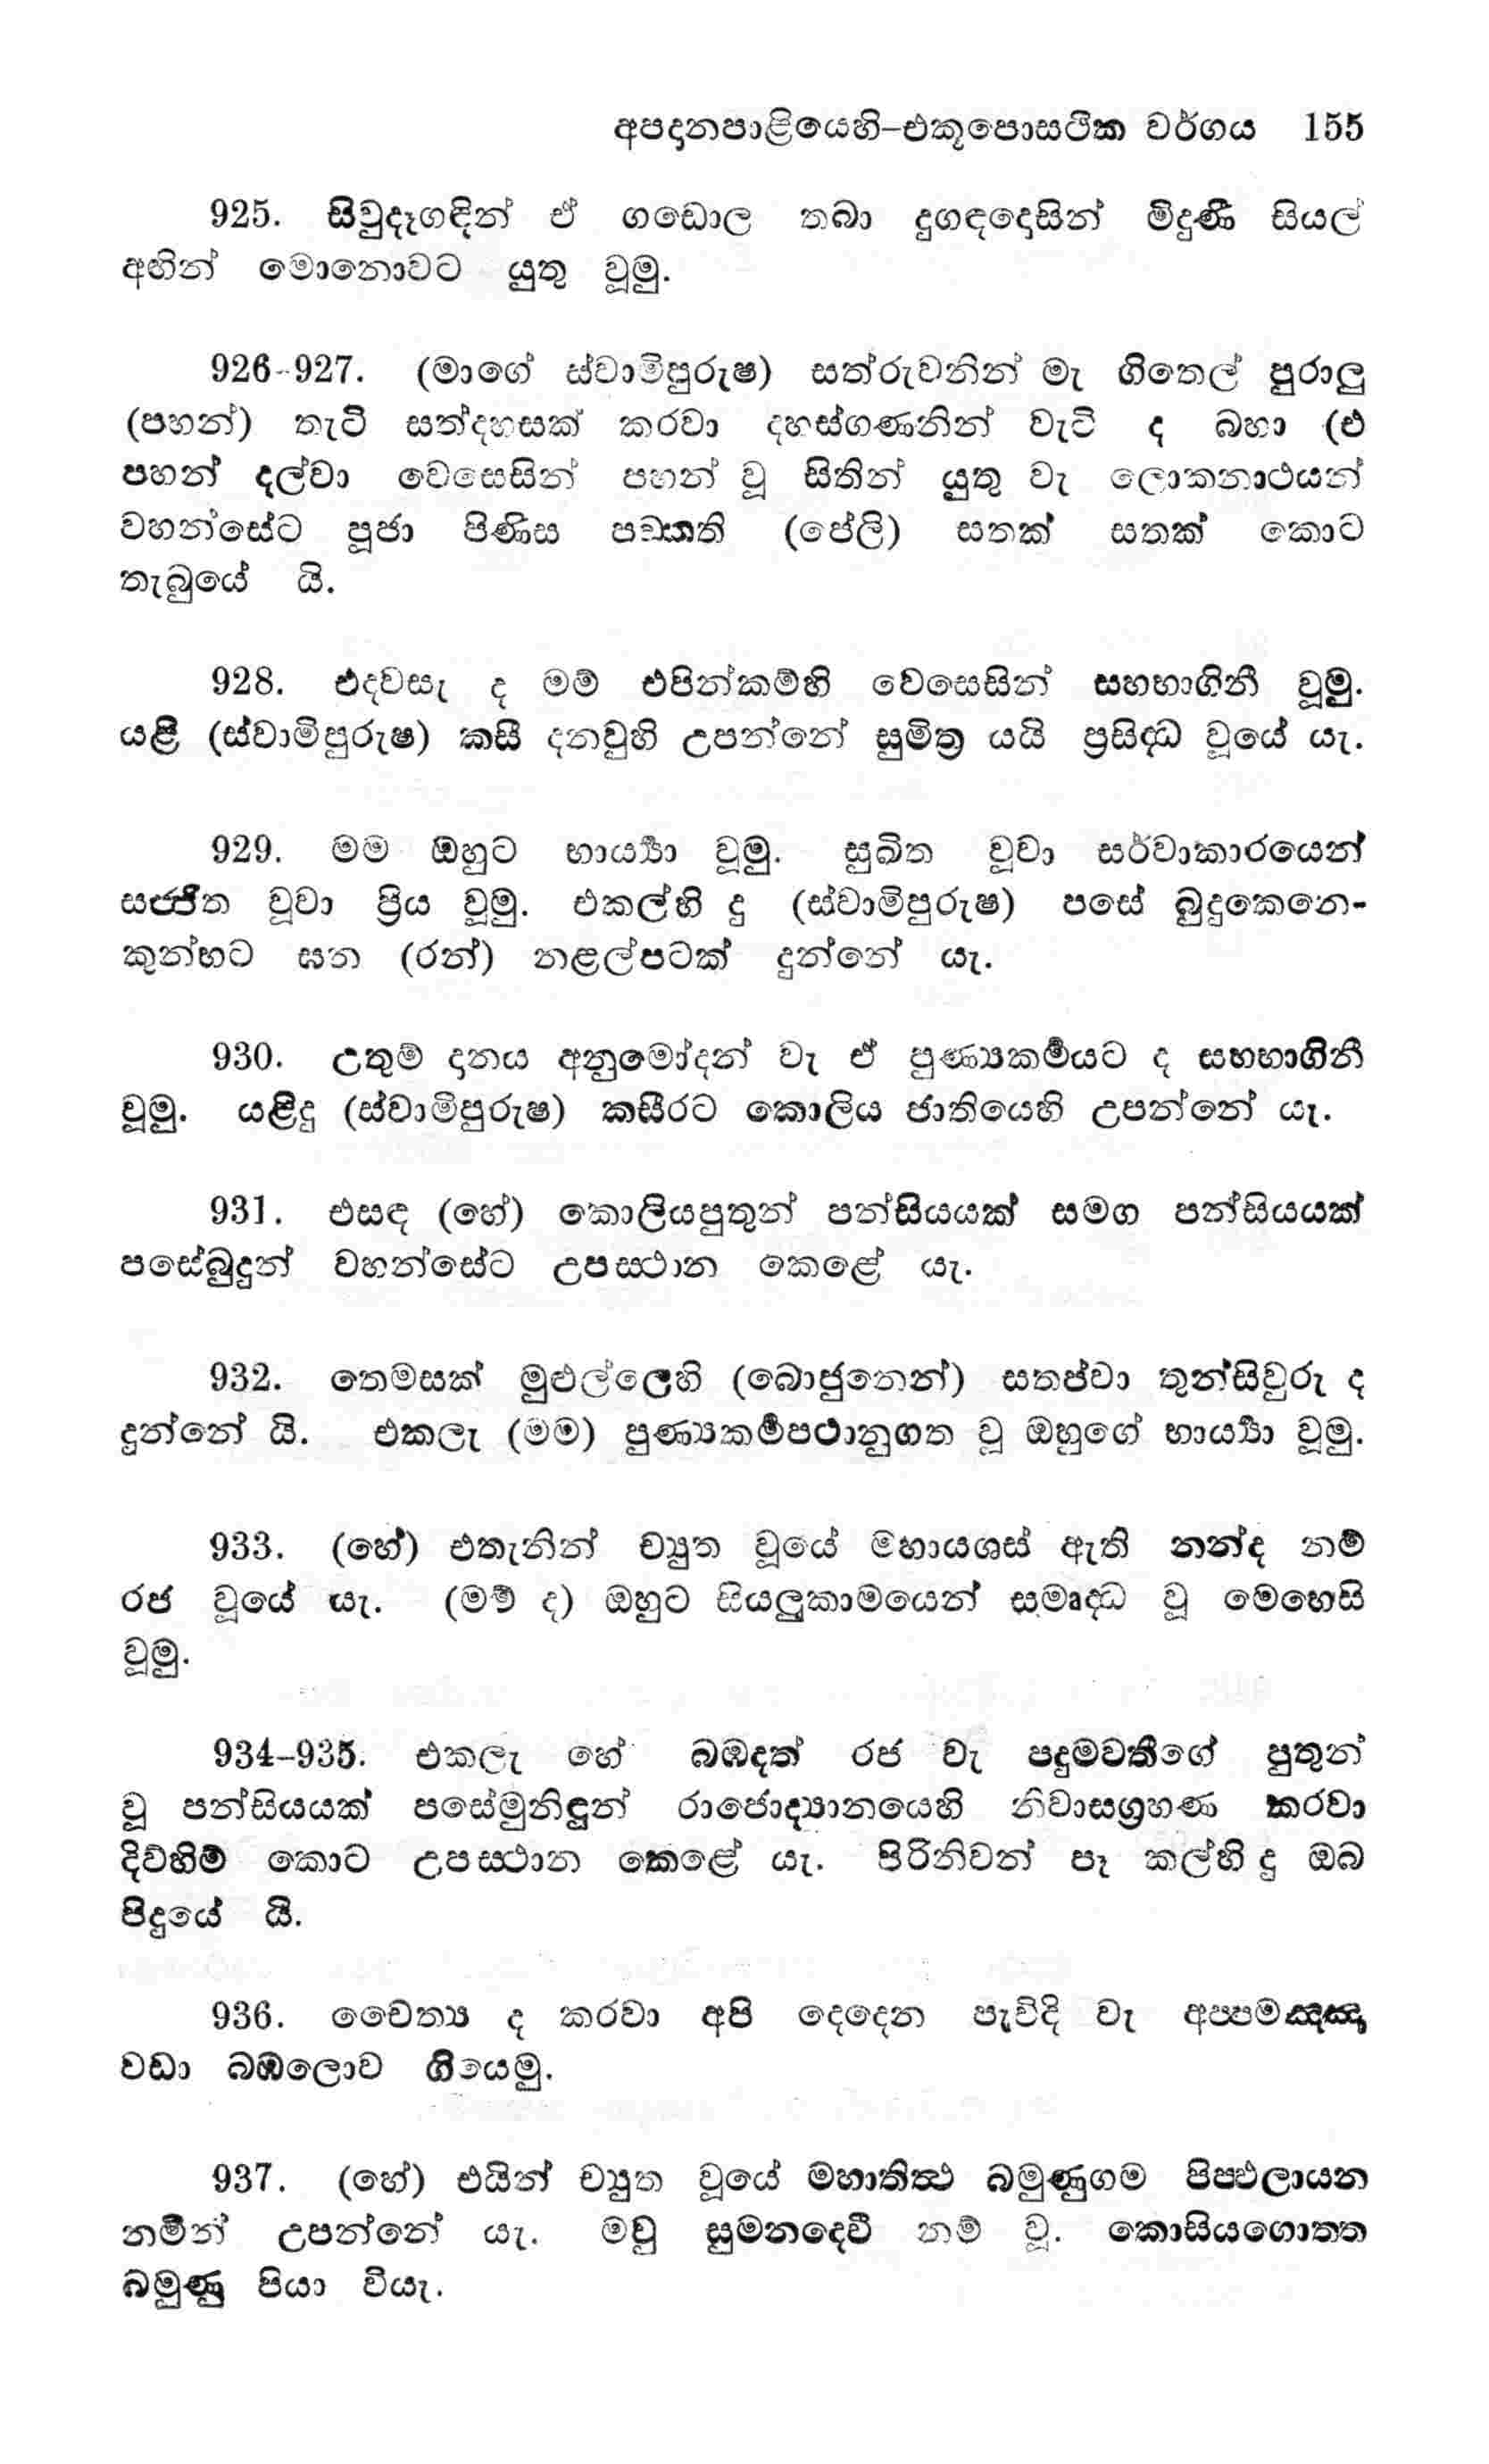 අපදානපාළියෙහි–එකූපොසථික වර්ගය 155
925. සිවුදෑගඳින් ඒ ගඩොල තබා දුගඳදොසින් මිදුණී සියල්
අඟින් මොනොවට යුතු වූමු.
926–927. (මාගේ ස්වාමිපුරුෂ) සත්රුවනින් මැ ගිතෙල් පුරාලු
(පහන්) තැටි සත්දහසක් කරවා දහස්ගණනින් වැටි ද බහා (එ
පහන් දල්වා වෙසෙසින් පහන් වූ සිතින් යුතු වැ ලොකනාථයන්
වහන්සේට පූජා පිණිස පඞ්ක්ති (පේලි) සතක් සතක් කොට
තැබුයේ යි.
928. එදවසැ ද මම් එපින්කම්හි වෙසෙසින් සහභාගිනී වූමු.
යළි (ස්වාමිපුරුෂ) කසී දනවුහි උපන්නේ සුමිත්‍ර යයි ප්‍රසිද්ධ වූයේ යැ.
929. මම ඔහුට භාර්‍ය්‍යා වූමු. සුඛිත වූවා සර්වාකාරයෙන්
සජ්ජිත වූවා ප්‍රිය වූමු. එකල්හි දු (ස්වාමිපුරුෂ) පසේ බුදුකෙනෙ-
කුන්හට ඝන (රන්) නළල්පටක් දුන්නේ යැ.
930. උතුම් දානය අනුමෝදන් වැ ඒ පුණ්‍යකර්මයට ද සහභාගිනී
වූමු. යළිදු (ස්වාමිපුරුෂ) කසීරට කොලිය ජාතියෙහි උපන්නේ යැ.
931. එසඳ (හේ) කොලියපුතුන් පන්සියයක් සමග පන්සියයක්
පසේබුදුන් වහන්සේට උපස්ථාන කෙළේ යැ.
932. තෙමසක් මුළුල්ලෙහි (බොජුනෙන්) සතප්වා තුන්සිවුරු ද
දුන්නේ යි. එකලැ (මම) පුණ්‍යකර්මපථානුගත වූ ඔහුගේ භාර්‍ය්‍යා වූමු.
933. (හේ) එතැනින් ච්‍යුත වූයේ මහායශස් ඇති නන්ද නම්
රජ වූයේ යැ. (මම් ද) ඔහුට සියලුකාමයෙන් සමෘද්ධ වූ මෙහෙසි
වූමු.
934–935. එකලැ හේ බඹදත් රජ වැ පදුමවතීගේ පුතුන්
වූ පන්සියයක් පසේමුනිඳූන් රාජොද්‍යානයෙහි නිවාසග්‍රහණ කරවා
දිව්හිම් කොට උපස්ථාන කෙළේ යැ. පිරිනිවන් පෑ කල්හි දු ඔබ
පිදුයේ යි.
936. චෛත්‍ය ද කරවා අපි දෙදෙන පැවිදි වැ අප්පමඤ්ඤා
වඩා බඹලොව ගියෙමු.
937. (හේ) එයින් ච්‍යුත වූයේ මහාතිත්‍ථ බමුණුගම පිප්ඵලායන
නමින් උපන්නේ යැ. මවු සුමනදෙවී නම් වූ. කොසියගොත්ත
බමුණු පියා වියැ.